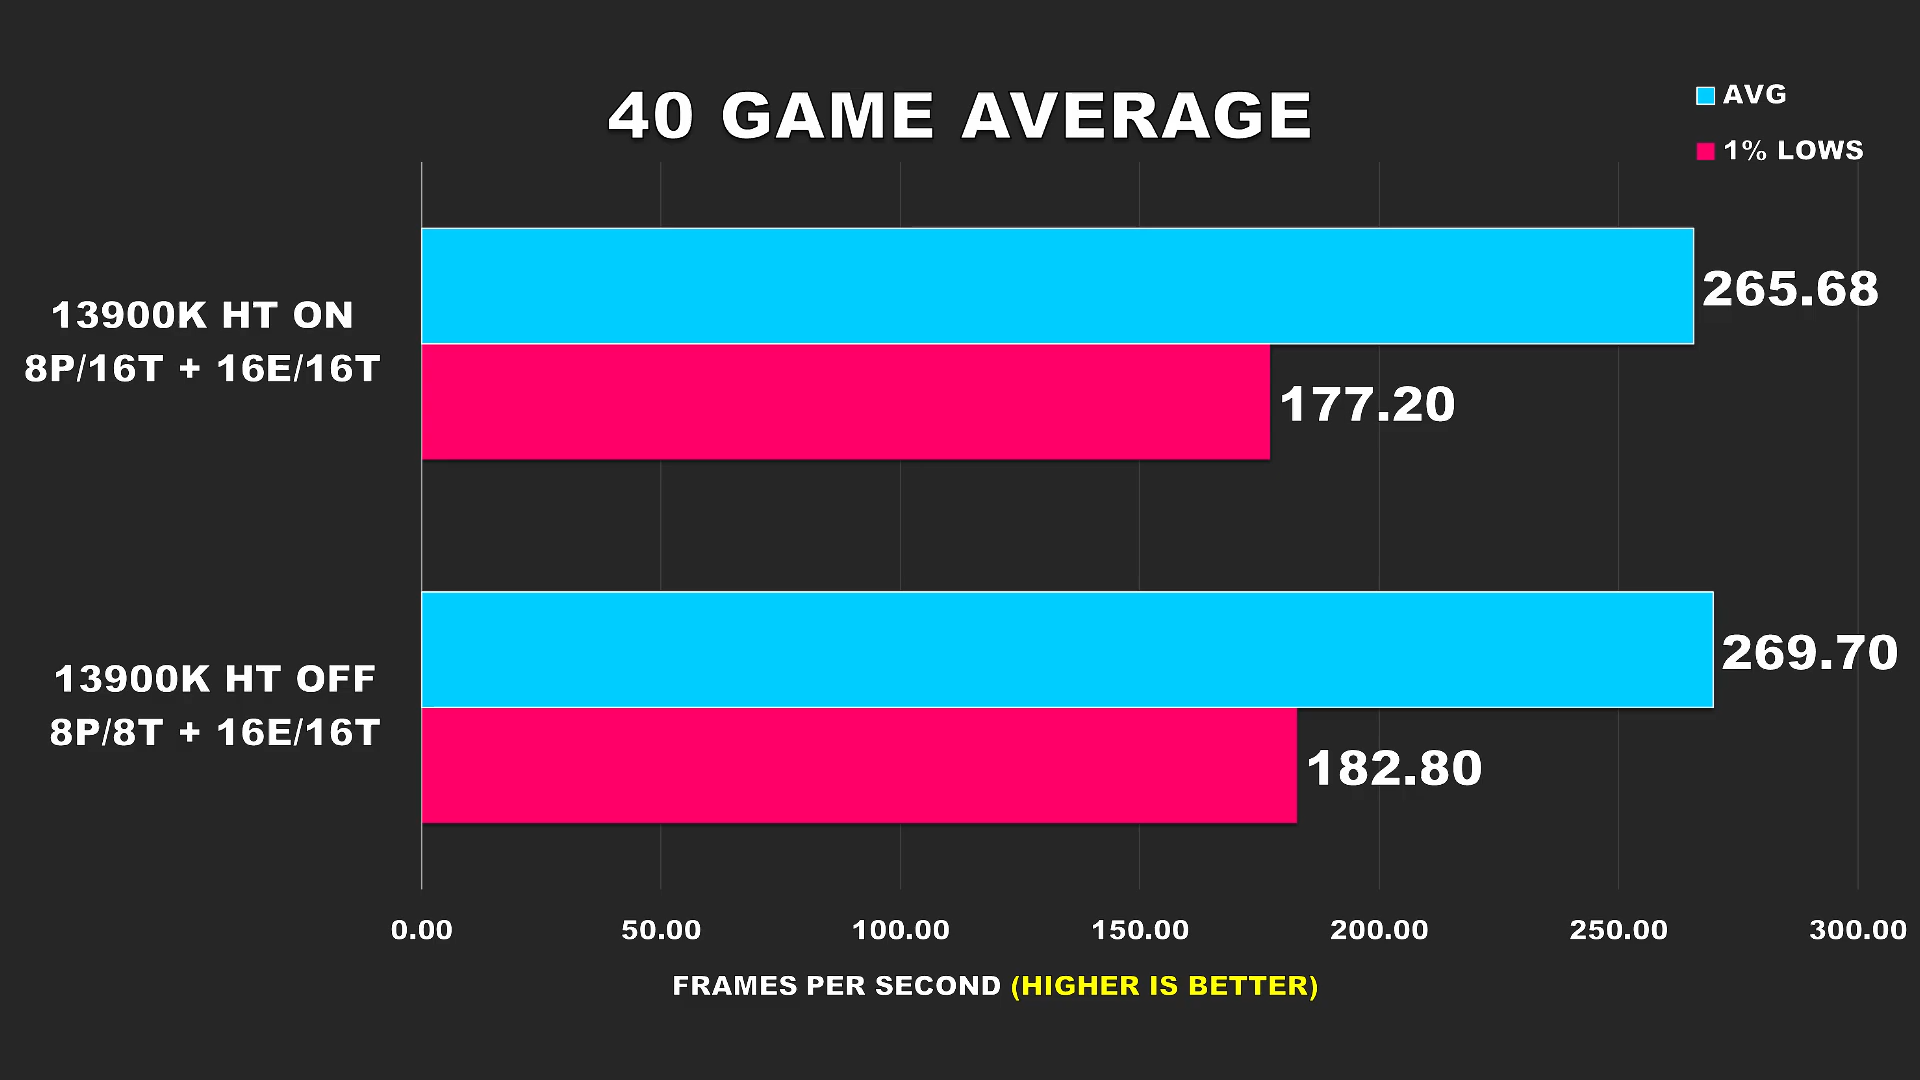 40 GAME AVERAGE
AVG
1% LOWS
13900K HT ON
8P/16T + 16E/16T
265.68
177.20
13900K HT OFF
8P/8T + 16E/16T
269.70
182.80
0.00 50.00 100.00 150.00 200.00 250.00 300.00
FRAMES PER SECOND (HIGHER IS BETTER)